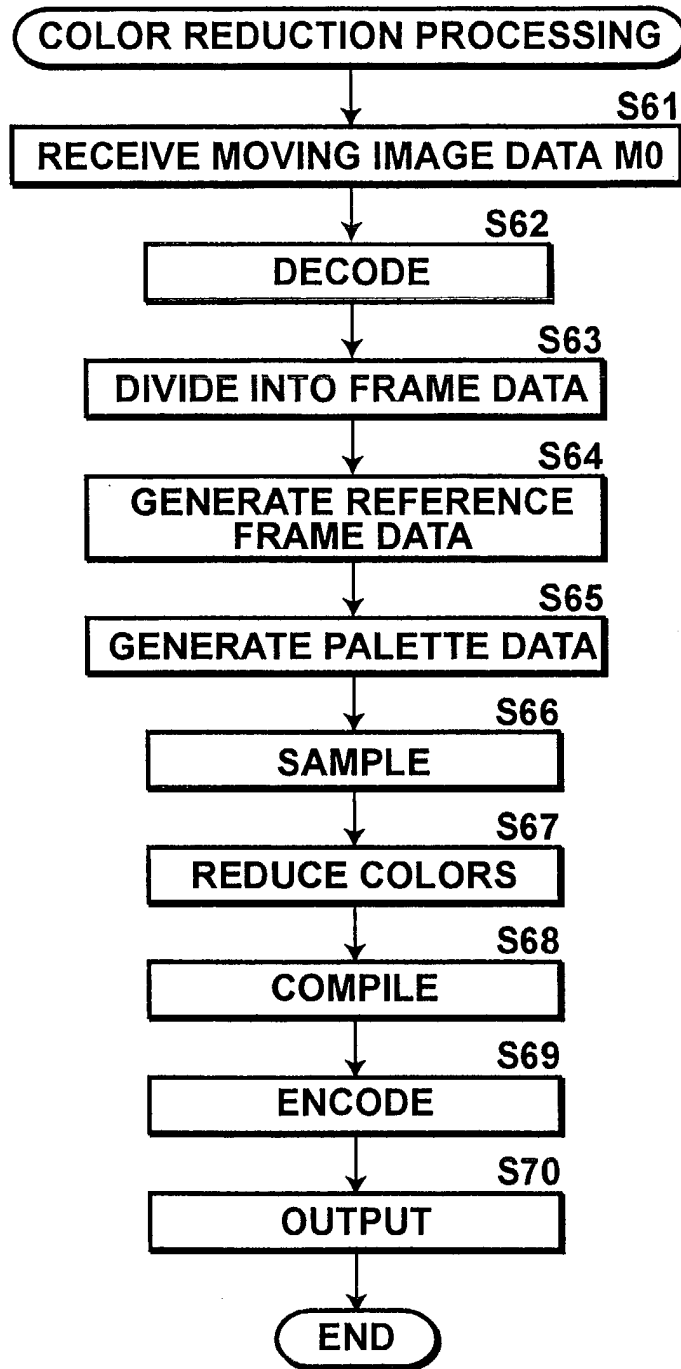 COLOR REDUCTION PROCESSING
S61
RECEIVE MOVING IMAGE DATA M0
S62
DECODE
S63
DIVIDE INTO FRAME DATA
S64
GENERATE REFERENCE
FRAME DATA
S65
GENERATE PALETTE DATA
S66
SAMPLE
S67
REDUCE COLORS
S68
COMPILE
S69
ENCODE
S70
OUTPUT
END